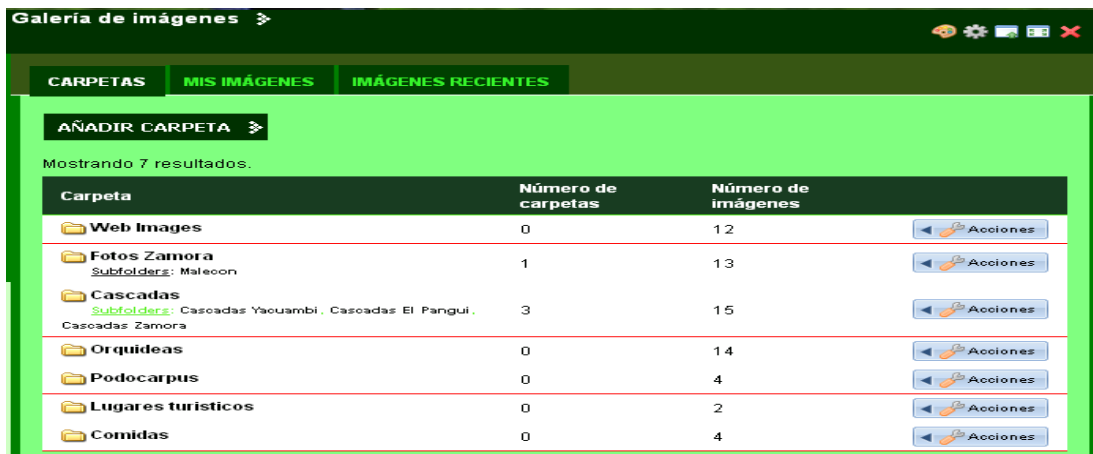 Galería de imágenes
CARPETAS MIS IMÁGENES IMÁGENES RECIENTES
AÑADIR CARPETA
Mostrando 7 resultados.
Carpeta Número de carpetas Número de imágenes
Web Images 0 12 Acciones
Fotos Zamora 1 13 Acciones
Subfolders: Malecon
Cascadas 3 15 Acciones
Subfolders: Cascadas Yacuambi, Cascadas El Pangui,
Cascadas Zamora
Orquideas 0 14 Acciones
Podocarpus 0 4 Acciones
Lugares turisticos 0 2 Acciones
Comidas 0 4 Acciones